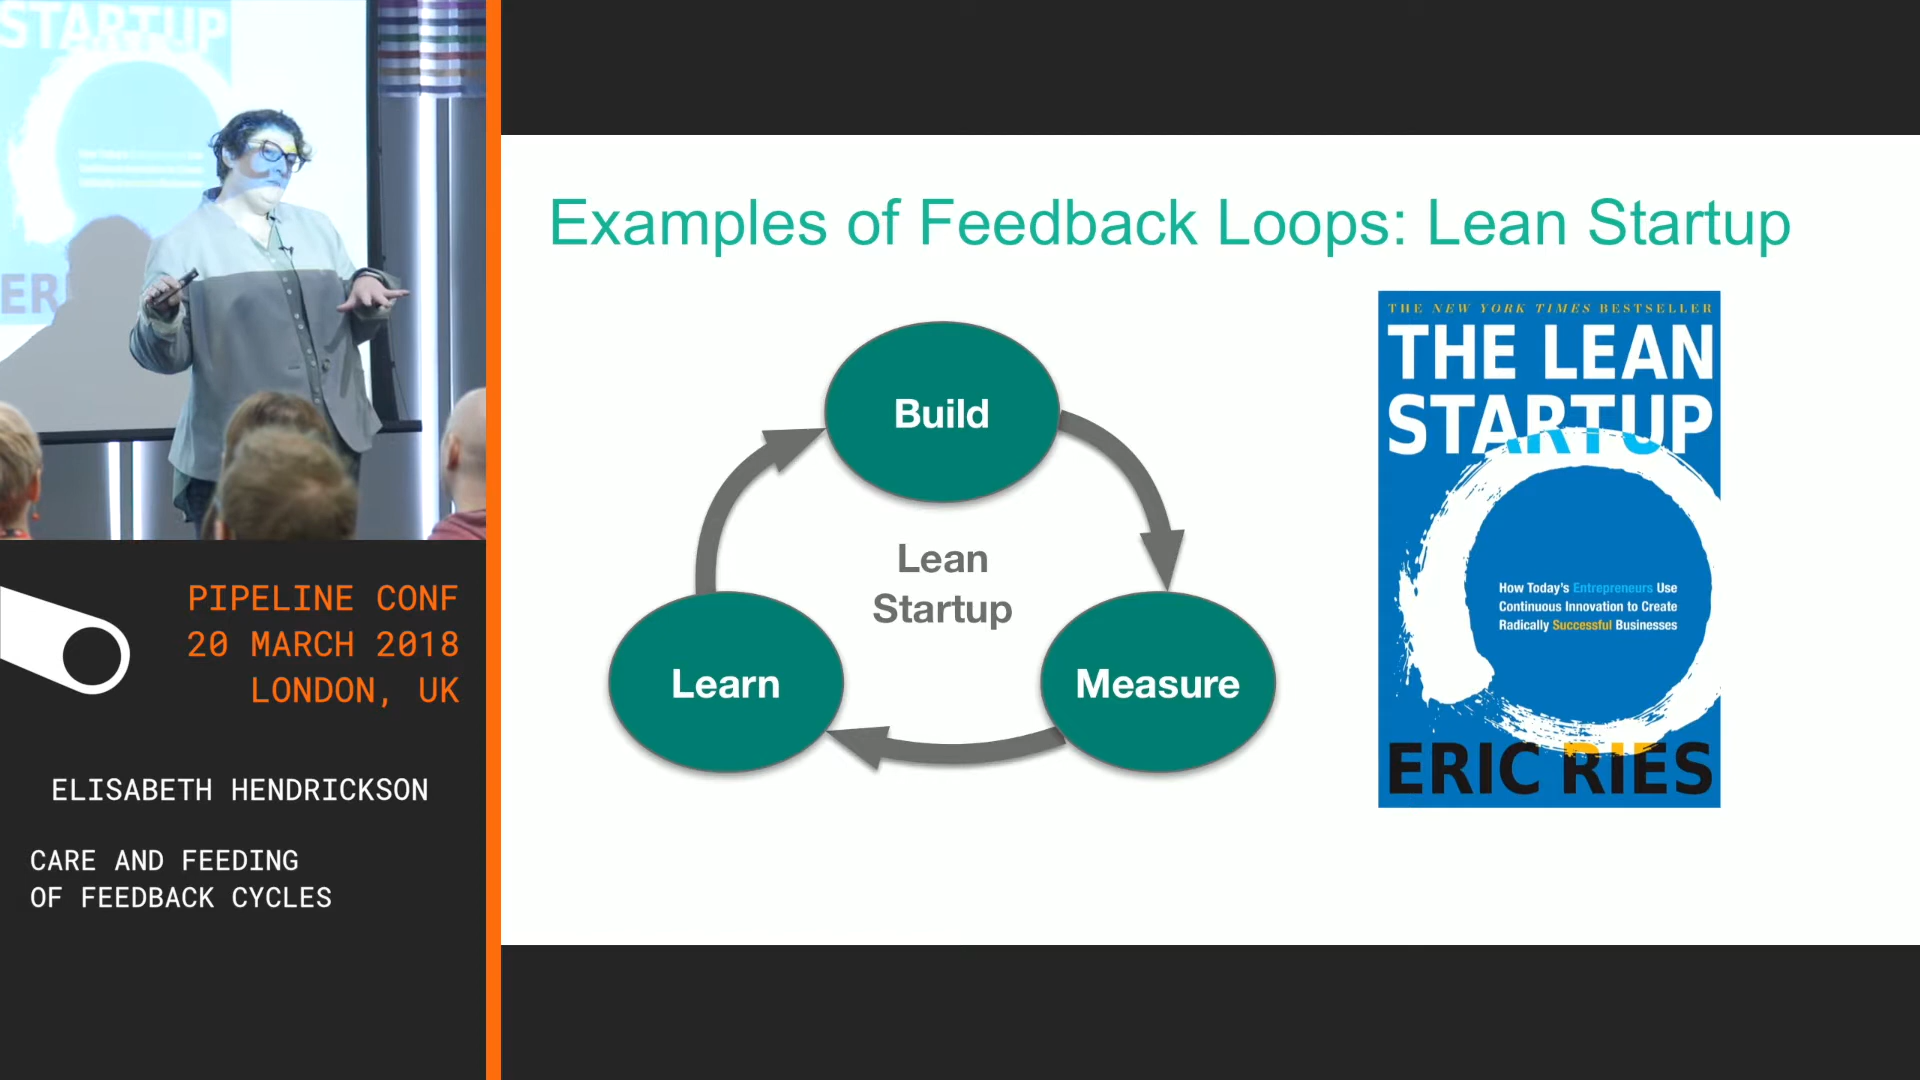 STARTUP
ER
PIPELINE CONF
20 MARCH 2018
LONDON, UK
ELISABETH HENDRICKSON
CARE AND FEEDING
OF FEEDBACK CYCLES
Examples of Feedback Loops: Lean Startup
Build
Lean
Startup
Learn
Measure
THE NEW YORK TIMES BESTSELLER
THE LEAN
STARTUP
How Today's Entrepreneurs Use
Continuous Innovation to Create
Radically Successful Businesses
ERIC RIES